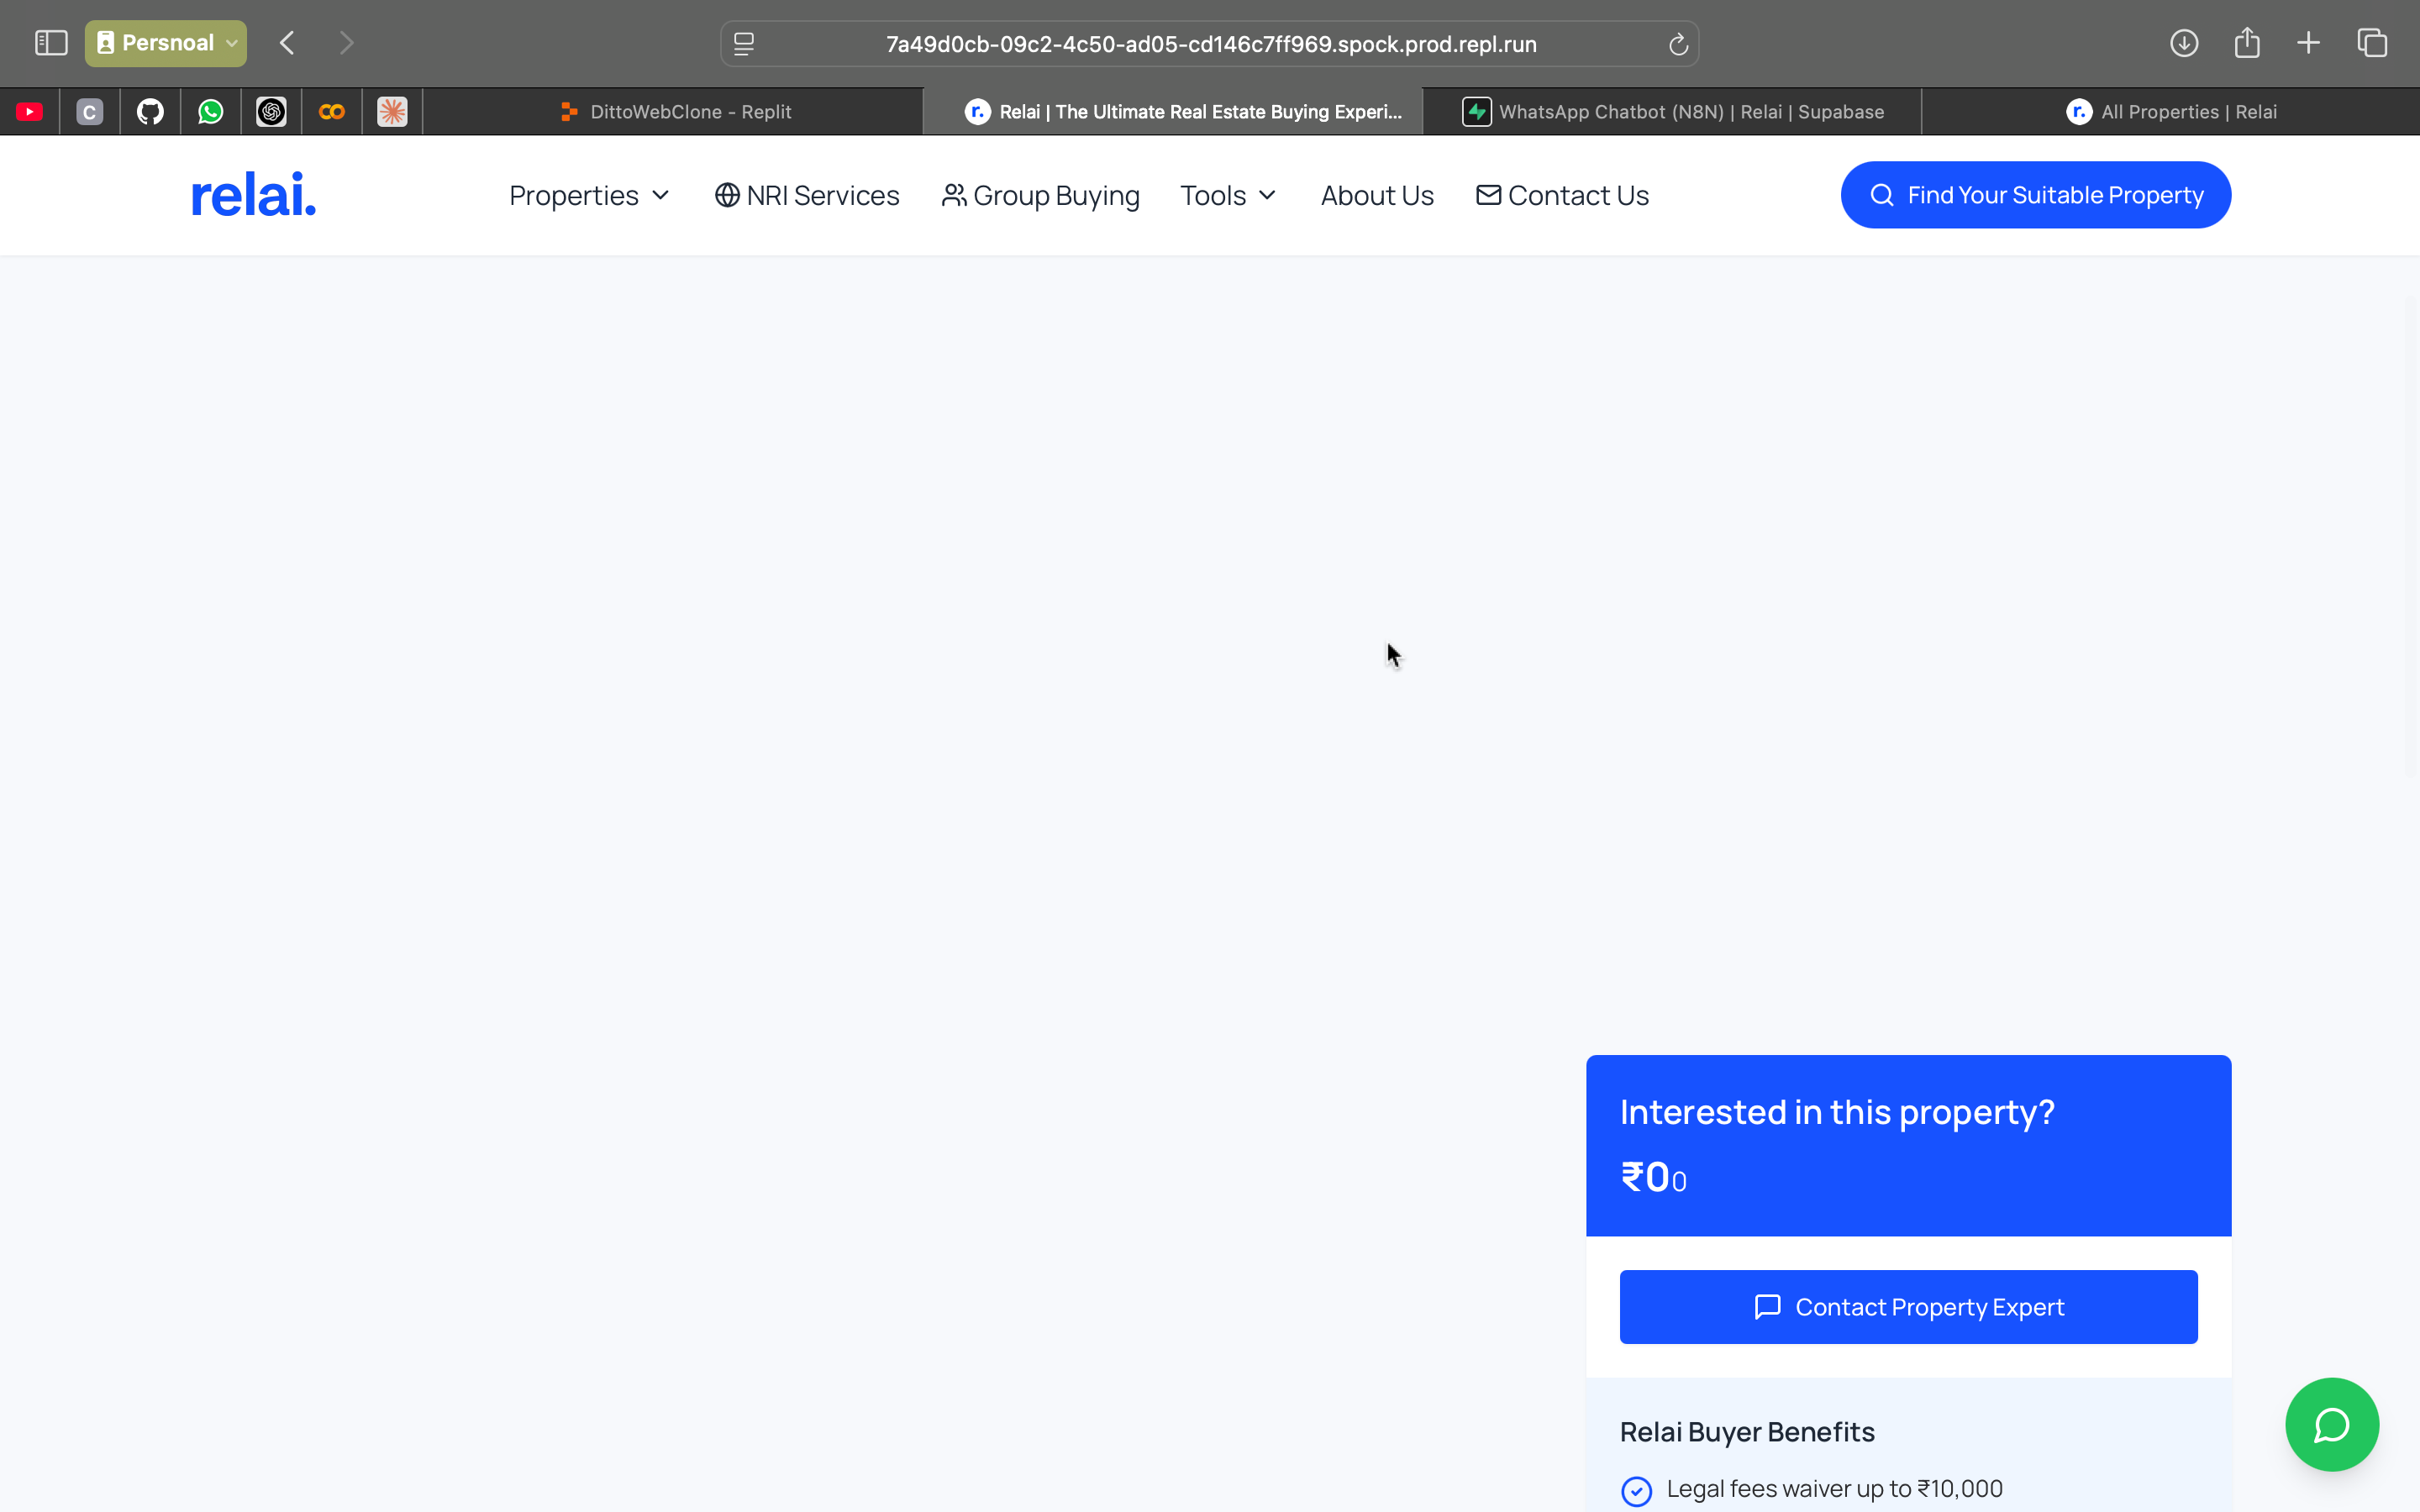 Persnoal
7a49d0cb-09c2-4c50-ad05-cd146c7ff969.spock.prod.repl.run
C
DittoWebClone - Replit
r. Relai | The Ultimate Real Estate Buying Experi...
WhatsApp Chatbot (N8N) | Relai | Supabase
r. All Properties | Relai
relai.
Properties
NRI Services
Group Buying
Tools
About Us
Contact Us
Find Your Suitable Property
Interested in this property?
₹0 0
Contact Property Expert
Relai Buyer Benefits
Legal fees waiver up to ₹10,000